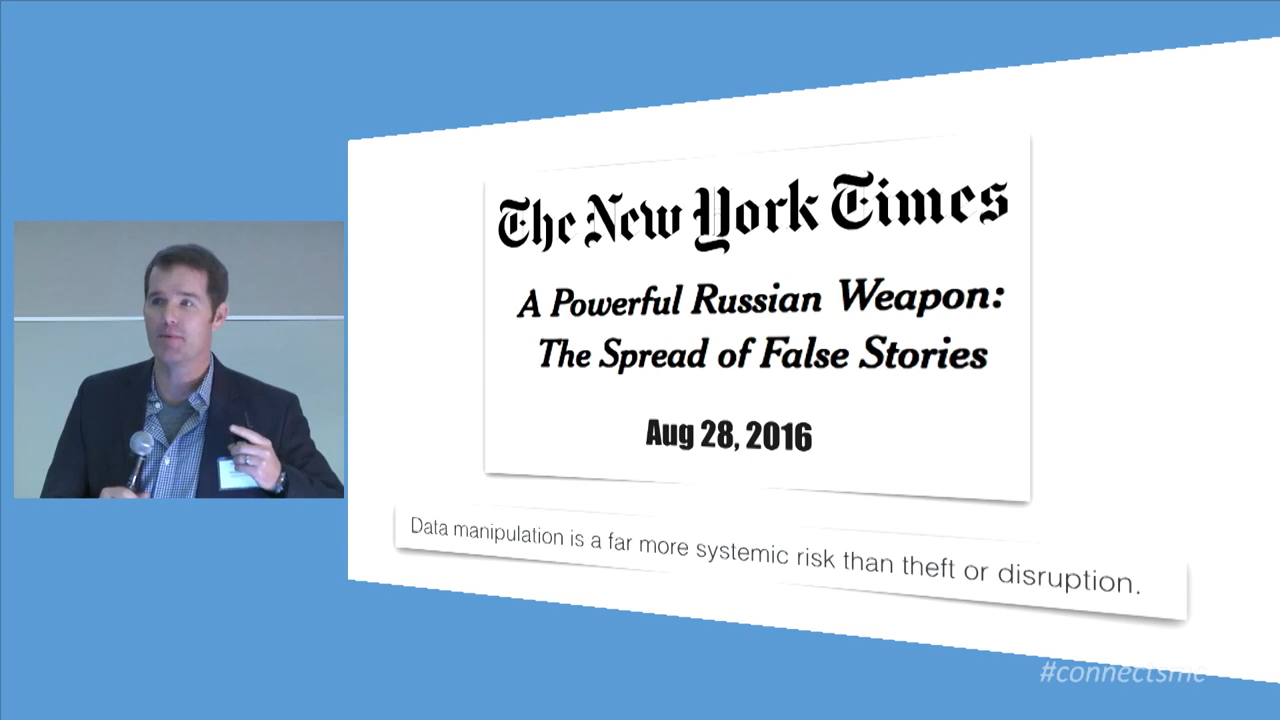 The New York Times
A Powerful Russian Weapon:
The Spread of False Stories
Aug 28, 2016
Data manipulation is a far more systemic risk than theft or disruption.
#connectsmc